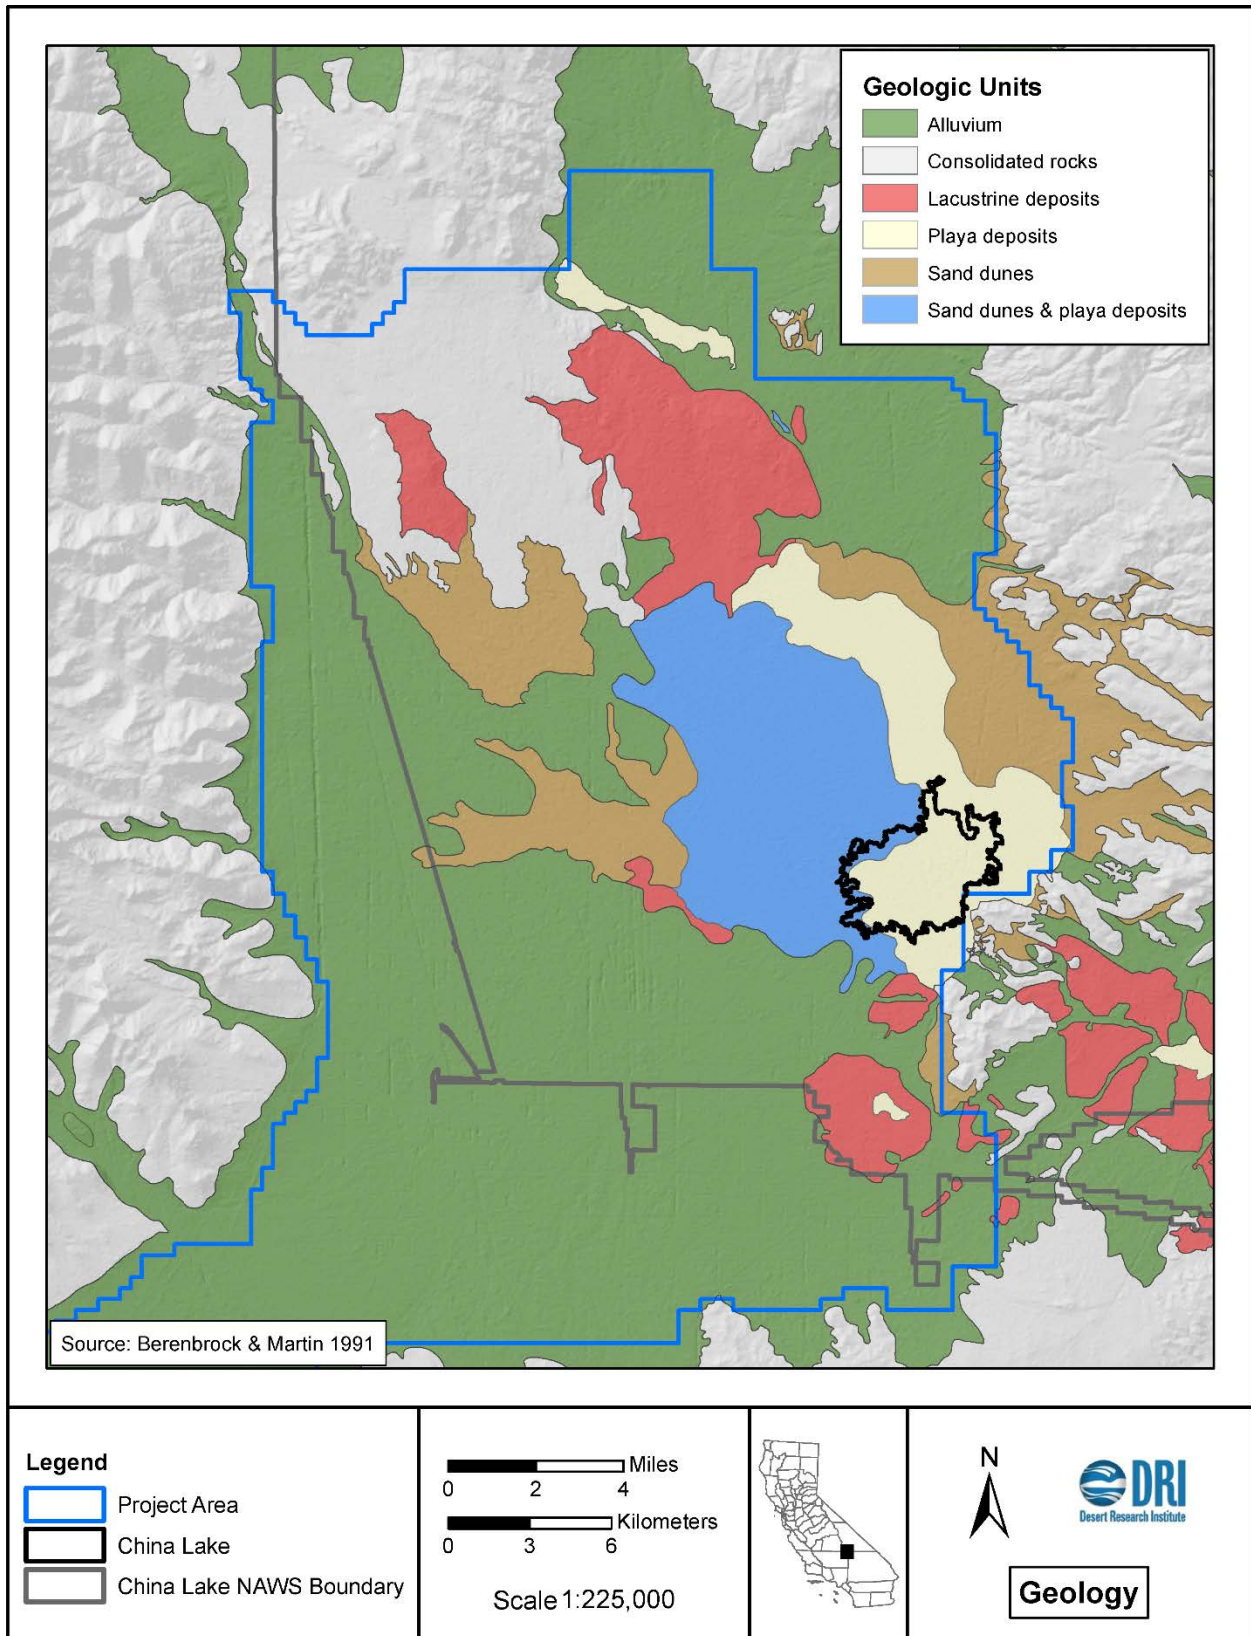 Geologic Units
Alluvium
Consolidated rocks
Lacustrine deposits
Playa deposits
Sand dunes
Sand dunes & playa deposits
Source: Berenbrock & Martin 1991
Legend
Project Area
China Lake
China Lake NAWS Boundary
Miles
0 2 4
Kilometers
0 3 6
Scale 1:225,000
N
DRI
Desert Research Institute
Geology